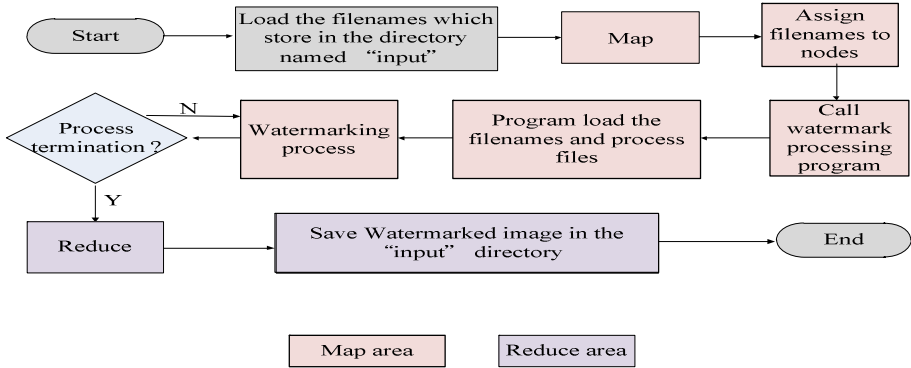 Start
Load the filenames which
store in the directory
named “input”
Map
Assign
filenames to
nodes
Call
watermark
processing
program
Program load the
filenames and process
files
Watermarking
process
N
Process
termination ?
Y
Reduce
Save Watermarked image in the
“input” directory
End
Map area
Reduce area